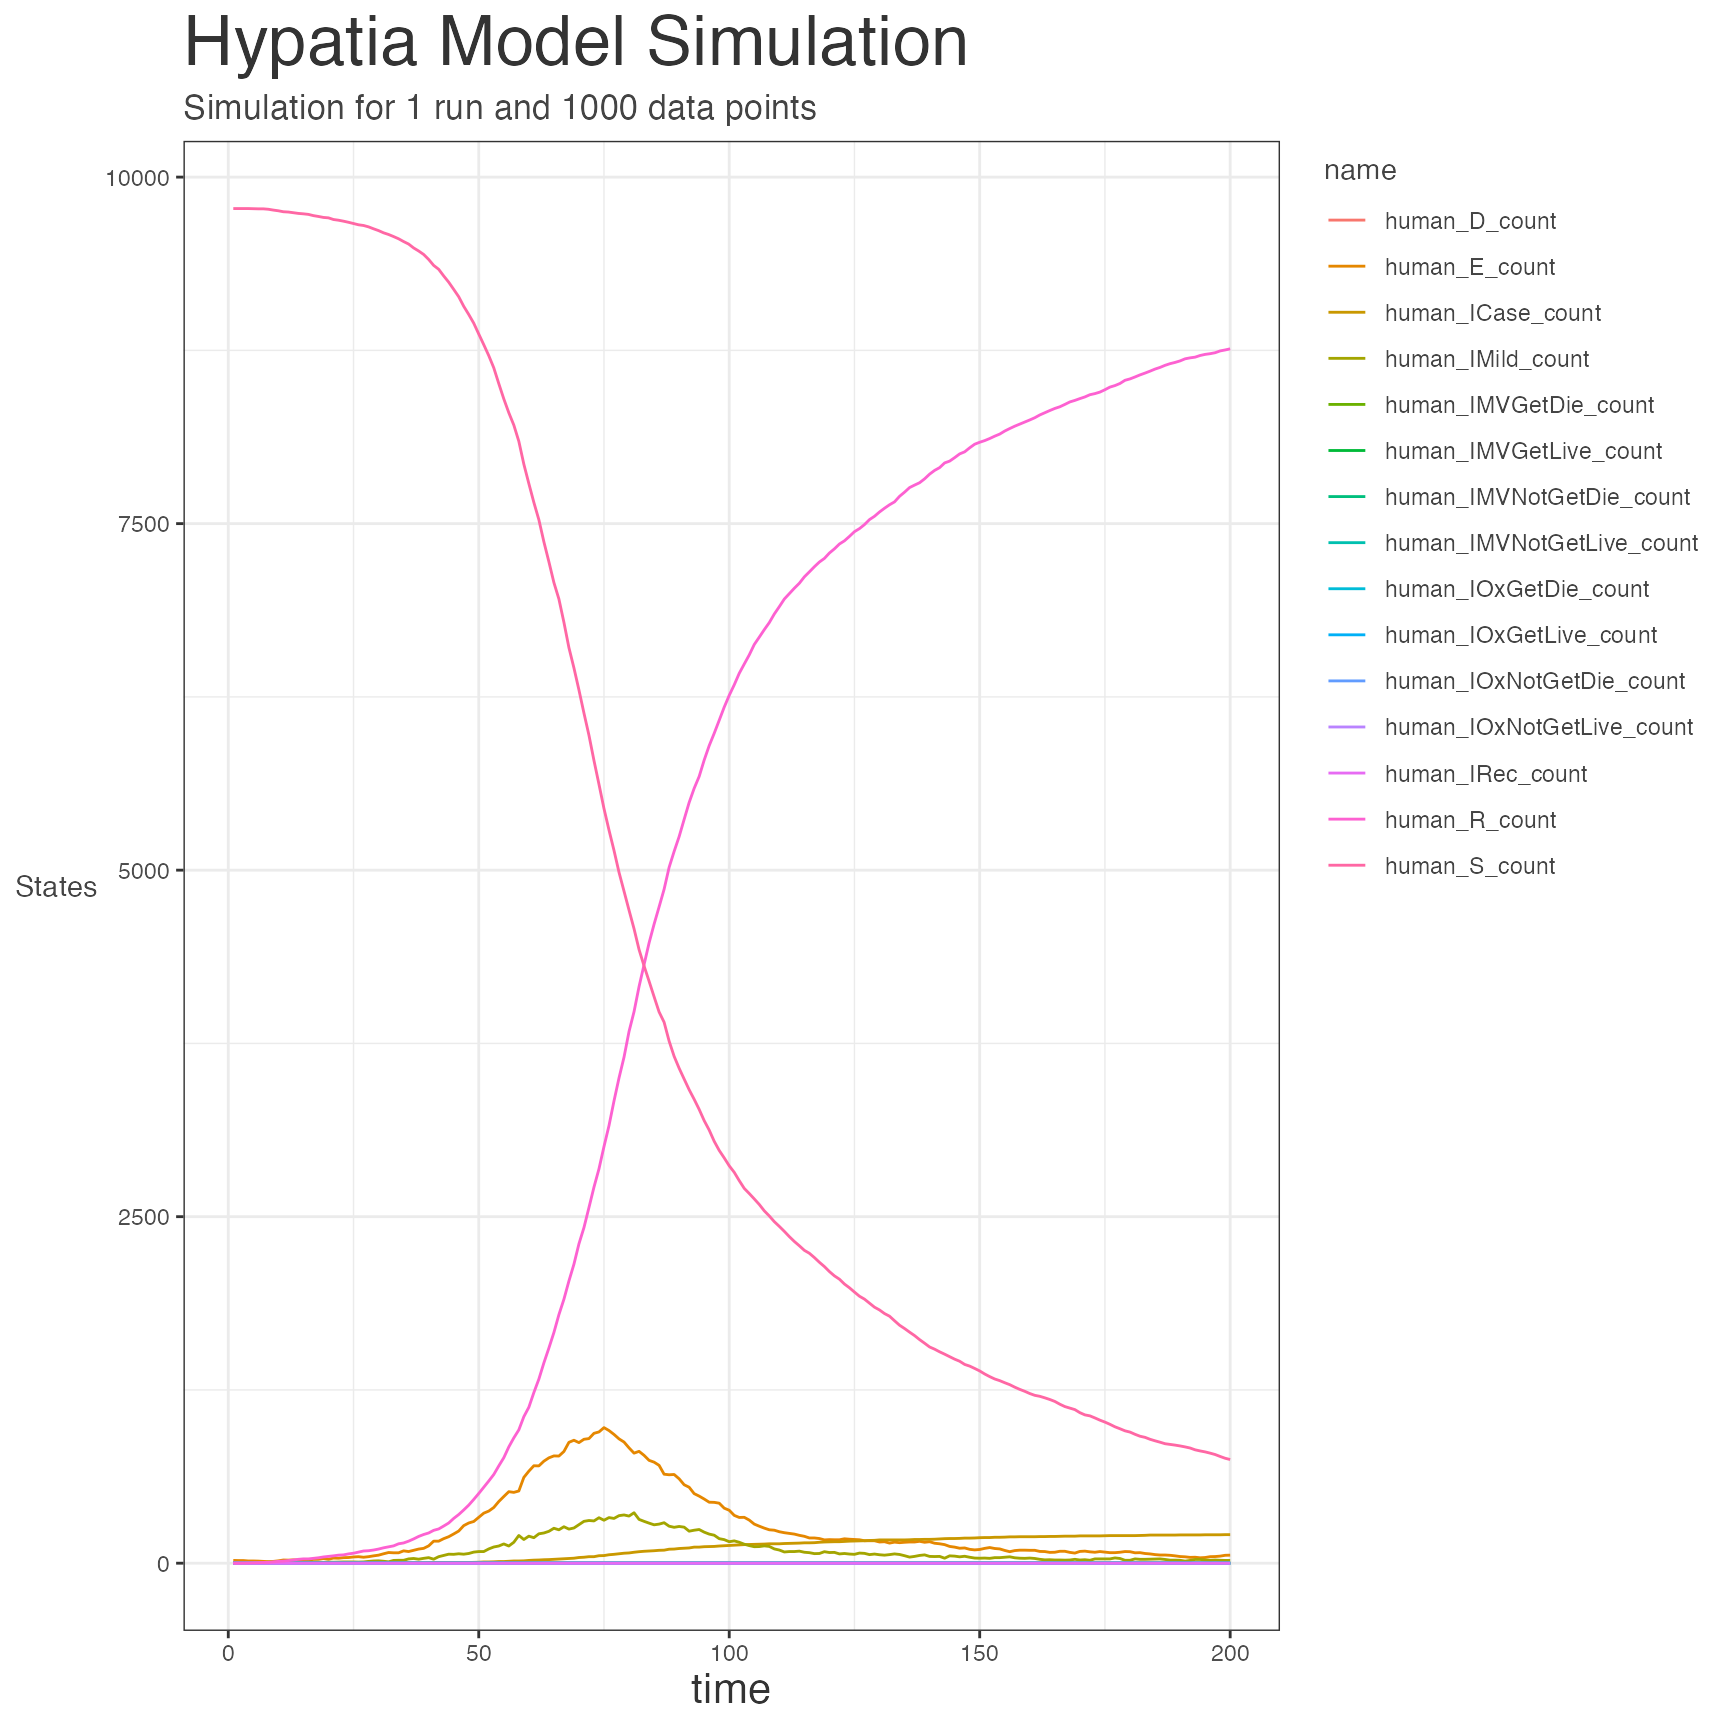 Hypatia Model Simulation
Simulation for 1 run and 1000 data points
10000
7500
5000
2500
0
States
0 50 100 150 200
time
name
human_D_count
human_E_count
human_ICase_count
human_IMild_count
human_IMVGetDie_count
human_IMVGetLive_count
human_IMVNotGetDie_count
human_IMVNotGetLive_count
human_IOxGetDie_count
human_IOxGetLive_count
human_IOxNotGetDie_count
human_IOxNotGetLive_count
human_IRec_count
human_R_count
human_S_count